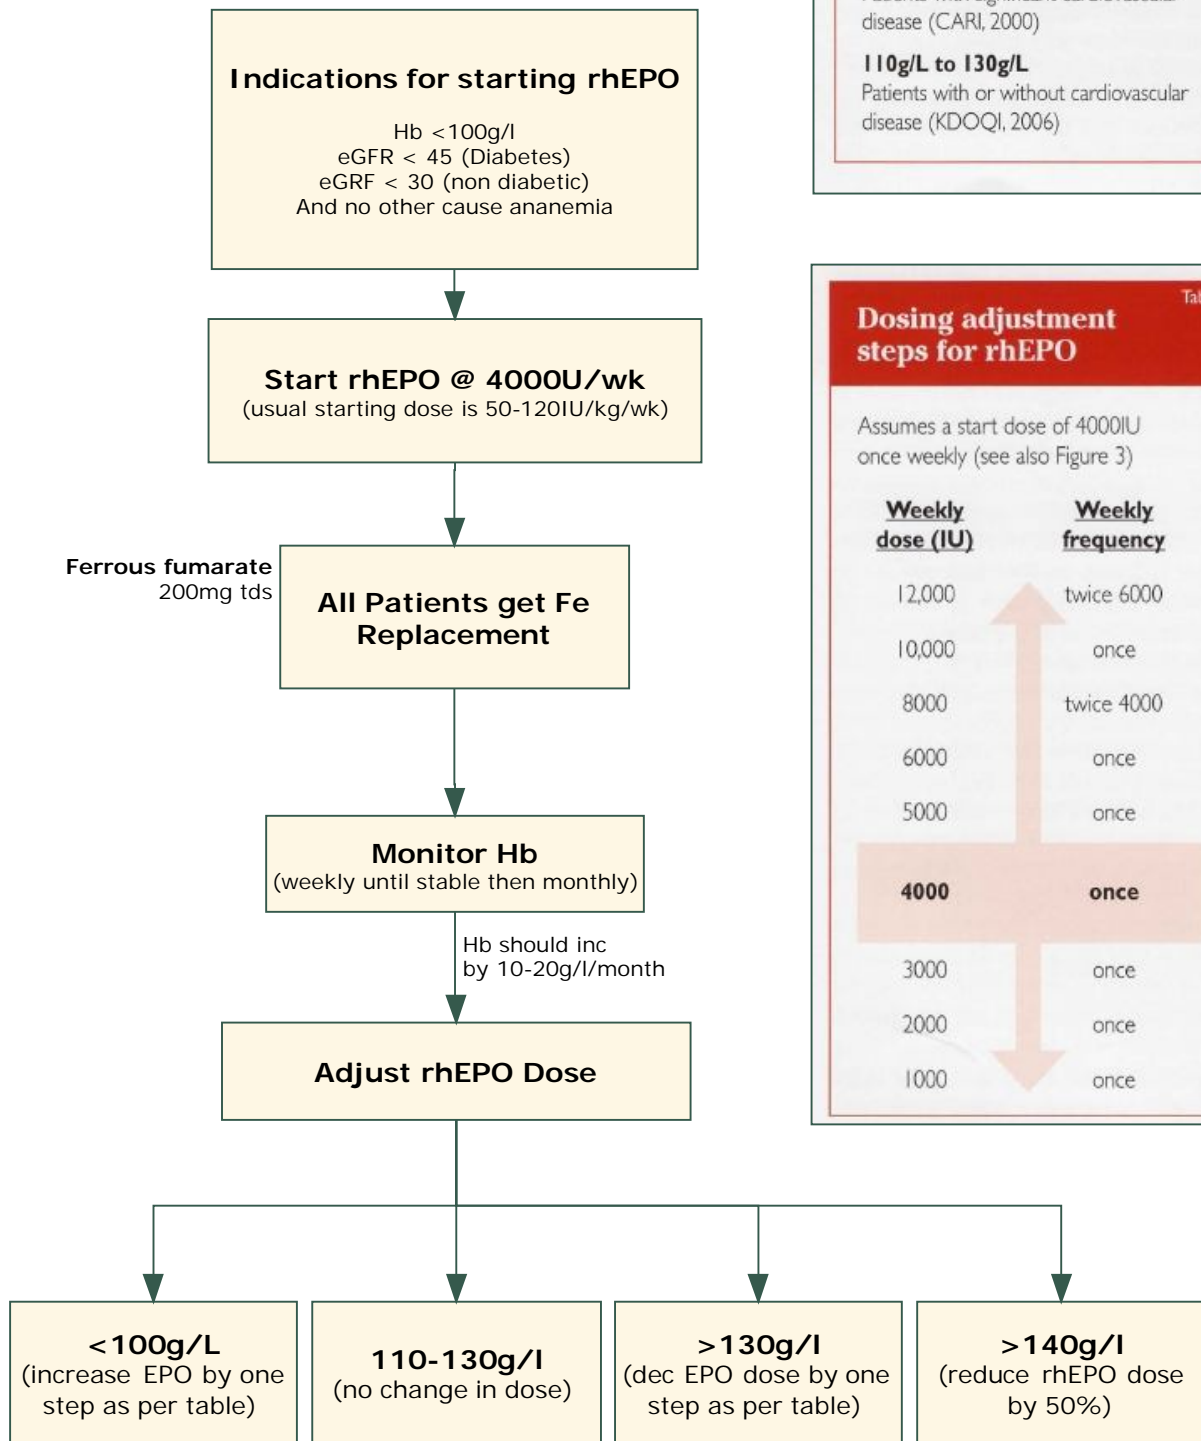 Indications for starting rhEPO
Hb <100g/l
eGFR < 45 (Diabetes)
eGRF < 30 (non diabetic)
And no other cause ananemia
Start rhEPO @ 4000U/wk
(usual starting dose is 50-120IU/kg/wk)
Ferrous fumarate
200mg tds
All Patients get Fe
Replacement
Monitor Hb
(weekly until stable then monthly)
Hb should inc
by 10-20g/l/month
Adjust rhEPO Dose
<100g/L
(increase EPO by one
step as per table)
110-130g/l
(no change in dose)
>130g/l
(dec EPO dose by one
step as per table)
>140g/l
(reduce rhEPO dose
by 50%)
disease (CARI, 2000)
110g/L to 130g/L
Patients with or without cardiovascular
disease (KDOQI, 2006)
Dosing adjustment
steps for rhEPO
Assumes a start dose of 4000IU
once weekly (see also Figure 3)
Weekly Weekly
dose (IU) frequency
12,000 twice 6000
10,000 once
8000 twice 4000
6000 once
5000 once
4000 once
3000 once
2000 once
1000 once